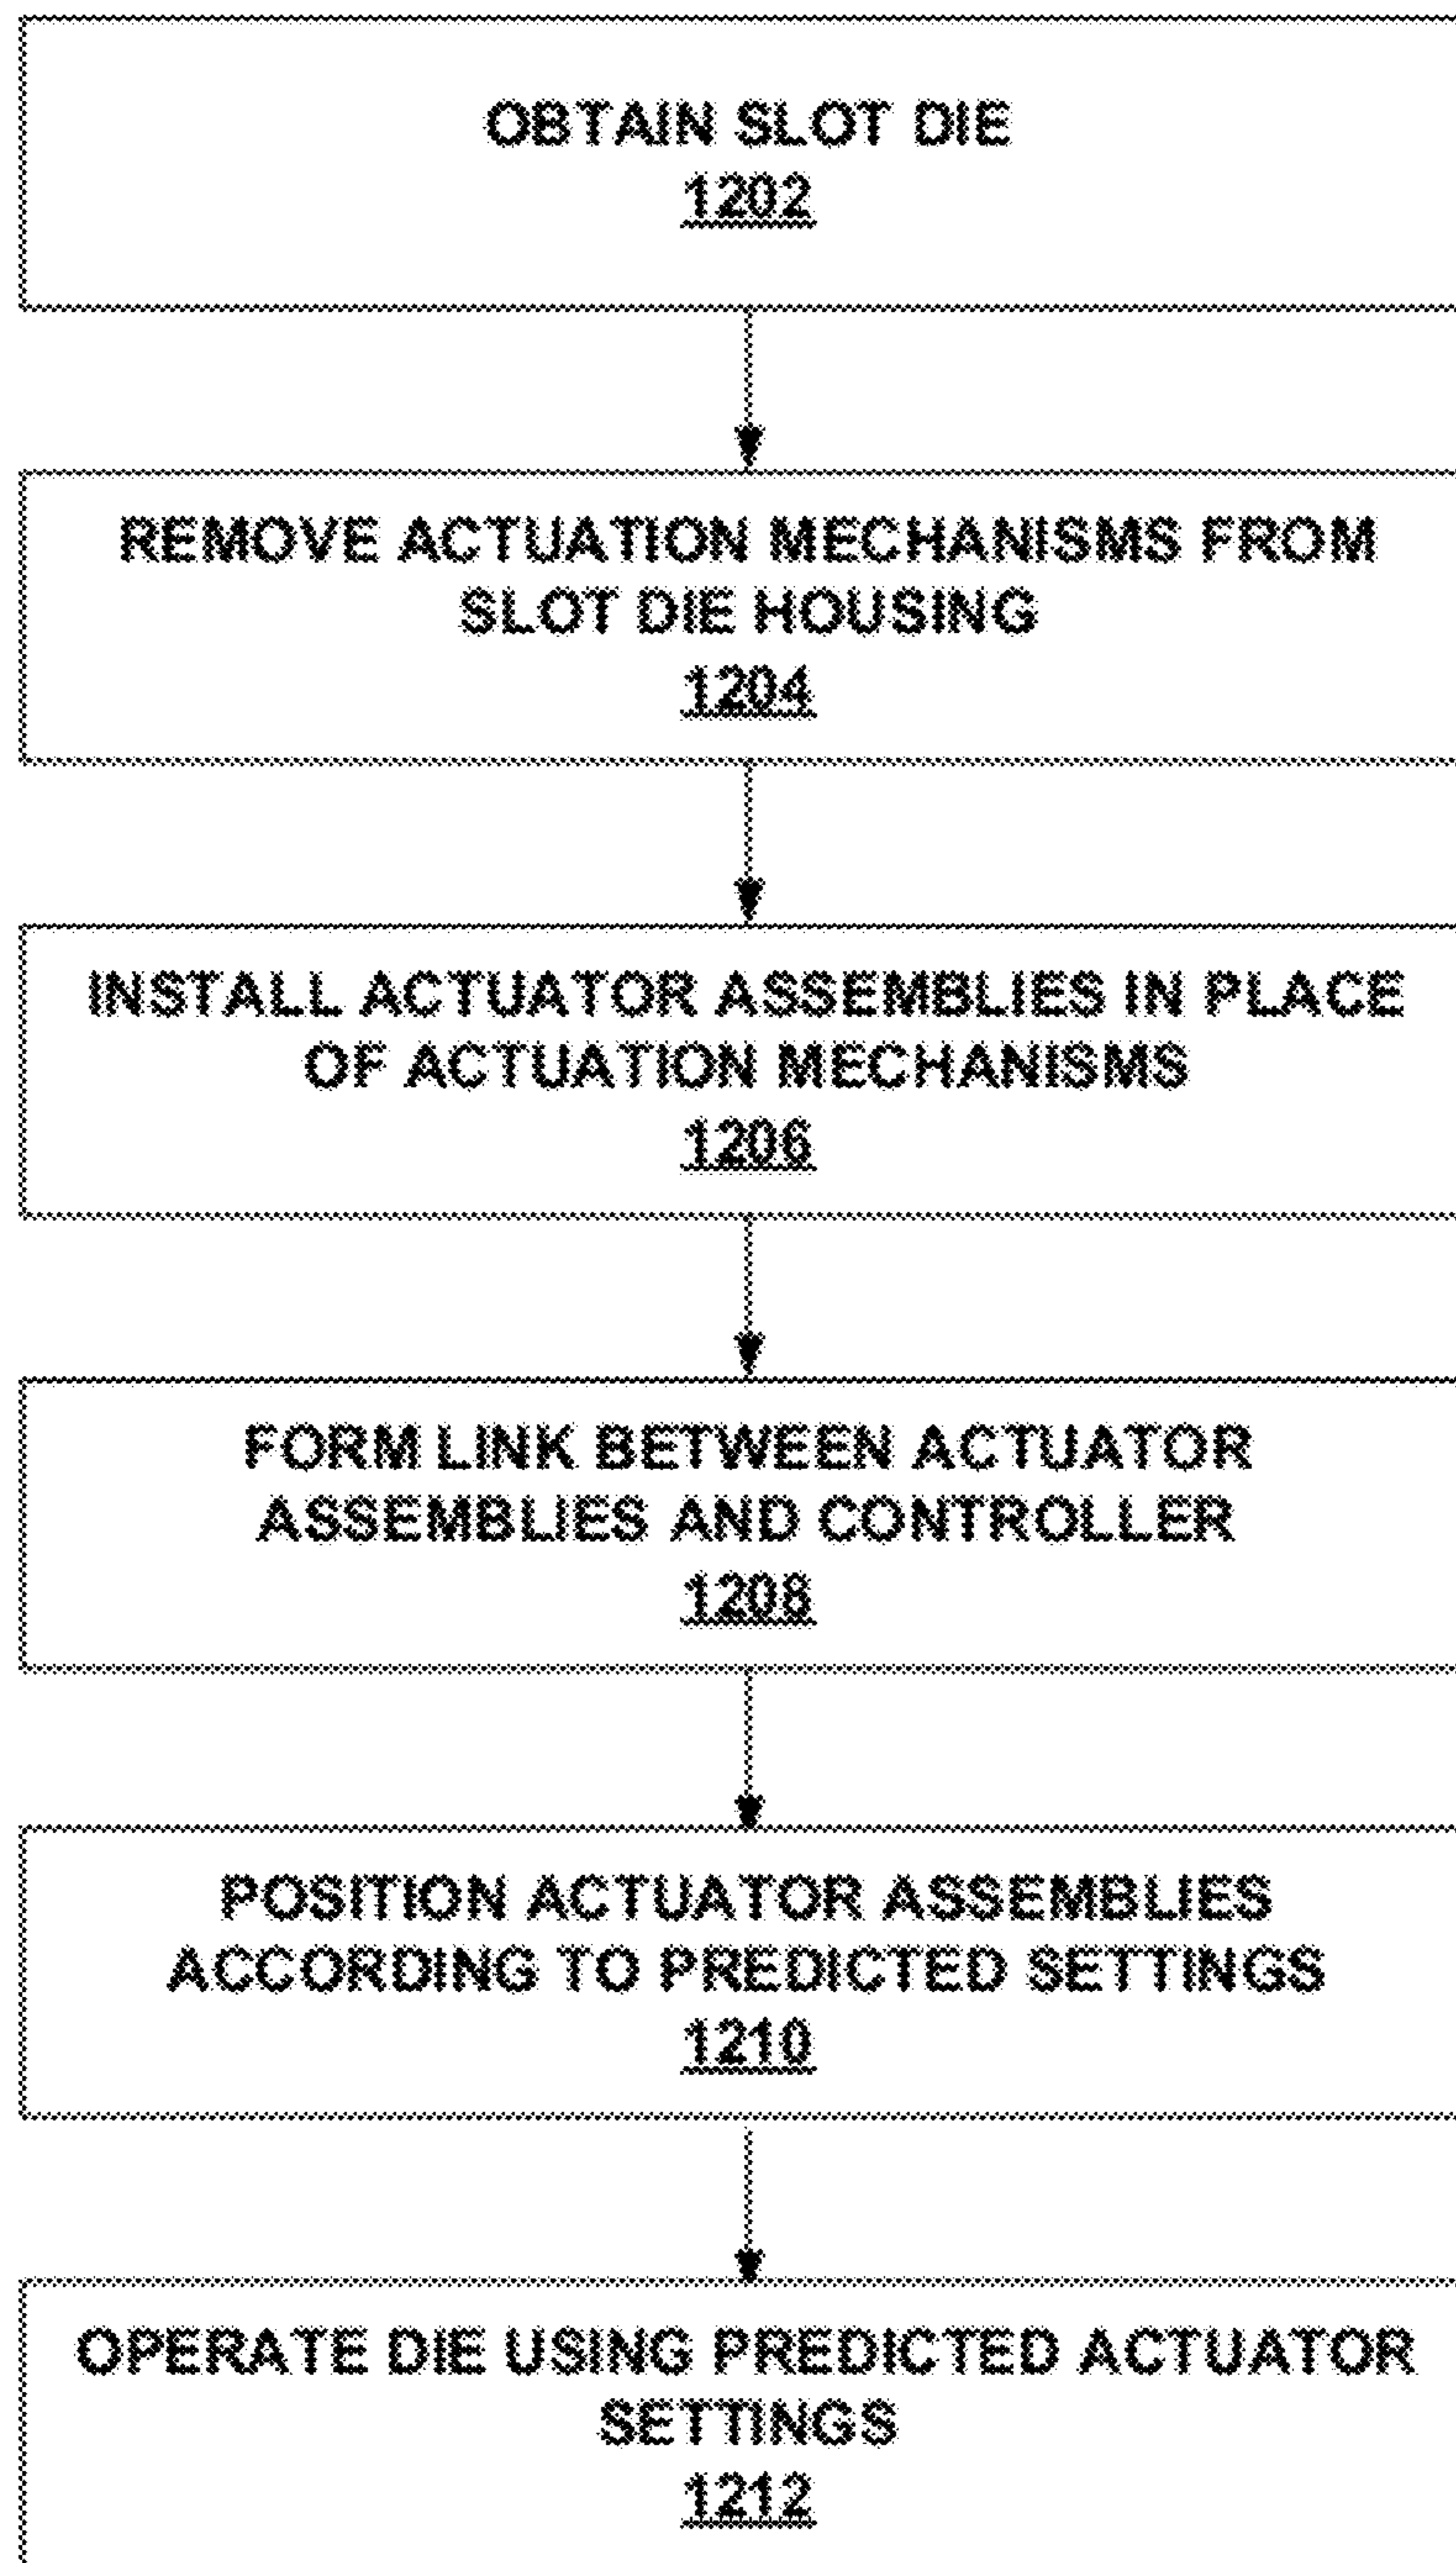 OBTAIN SLOT DIE
1202
REMOVE ACTUATION MECHANISMS FROM
SLOT DIE HOUSING
1204
INSTALL ACTUATOR ASSEMBLIES IN PLACE
OF ACTUATION MECHANISMS
1206
FORM LINK BETWEEN ACTUATOR
ASSEMBLIES AND CONTROLLER
1208
POSITION ACTUATOR ASSEMBLIES
ACCORDING TO PREDICTED SETTINGS
1210
OPERATE DIE USING PREDICTED ACTUATOR
SETTINGS
1212